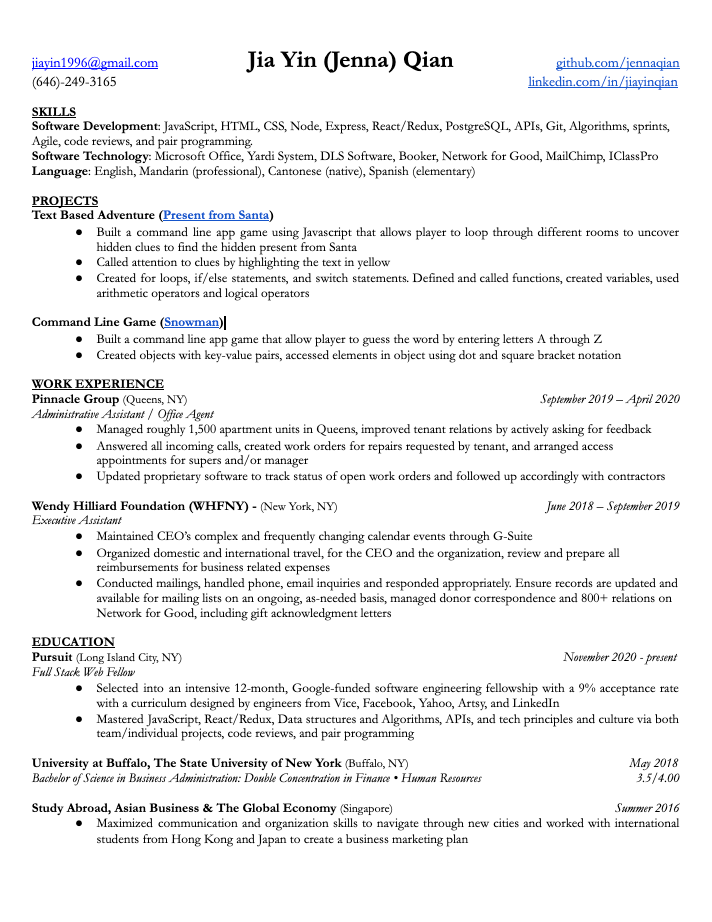 Jia Yin (Jenna) Qian
jiayin1996@gmail.com github.com/jennaqian
(646)-249-3165 linkedin.com/in/jiayinqian
SKILLS
Software Development: JavaScript, HTML, CSS, Node, Express, React/Redux, PostgreSQL, APIs, Git, Algorithms, sprints,
Agile, code reviews, and pair programming.
Software Technology: Microsoft Office, Yardi System, DLS Software, Booker, Network for Good, MailChimp, IClassPro
Language: English, Mandarin (professional), Cantonese (native), Spanish (elementary)
PROJECTS
Text Based Adventure (Present from Santa)
● Built a command line app game using Javascript that allows player to loop through different rooms to uncover
hidden clues to find the hidden present from Santa
● Called attention to clues by highlighting the text in yellow
● Created for loops, if/else statements, and switch statements. Defined and called functions, created variables, used
arithmetic operators and logical operators
Command Line Game (Snowman)
● Built a command line app game that allow player to guess the word by entering letters A through Z
● Created objects with key-value pairs, accessed elements in object using dot and square bracket notation
WORK EXPERIENCE
Pinnacle Group (Queens, NY) September 2019 – April 2020
Administrative Assistant / Office Agent
● Managed roughly 1,500 apartment units in Queens, improved tenant relations by actively asking for feedback
● Answered all incoming calls, created work orders for repairs requested by tenant, and arranged access
appointments for supers and/or manager
● Updated proprietary software to track status of open work orders and followed up accordingly with contractors
Wendy Hilliard Foundation (WHFNY) - (New York, NY) June 2018 – September 2019
Executive Assistant
● Maintained CEO's complex and frequently changing calendar events through G-Suite
● Organized domestic and international travel, for the CEO and the organization, review and prepare all
reimbursements for business related expenses
● Conducted mailings, handled phone, email inquiries and responded appropriately. Ensure records are updated and
available for mailing lists on an ongoing, as-needed basis, managed donor correspondence and 800+ relations on
Network for Good, including gift acknowledgment letters
EDUCATION
Pursuit (Long Island City, NY) November 2020 - present
Full Stack Web Fellow
● Selected into an intensive 12-month, Google-funded software engineering fellowship with a 9% acceptance rate
with a curriculum designed by engineers from Vice, Facebook, Yahoo, Artsy, and LinkedIn
● Mastered JavaScript, React/Redux, Data structures and Algorithms, APIs, and tech principles and culture via both
team/individual projects, code reviews, and pair programming
University at Buffalo, The State University of New York (Buffalo, NY) May 2018
Bachelor of Science in Business Administration: Double Concentration in Finance • Human Resources 3.5/4.00
Study Abroad, Asian Business & The Global Economy (Singapore) Summer 2016
● Maximized communication and organization skills to navigate through new cities and worked with international
students from Hong Kong and Japan to create a business marketing plan